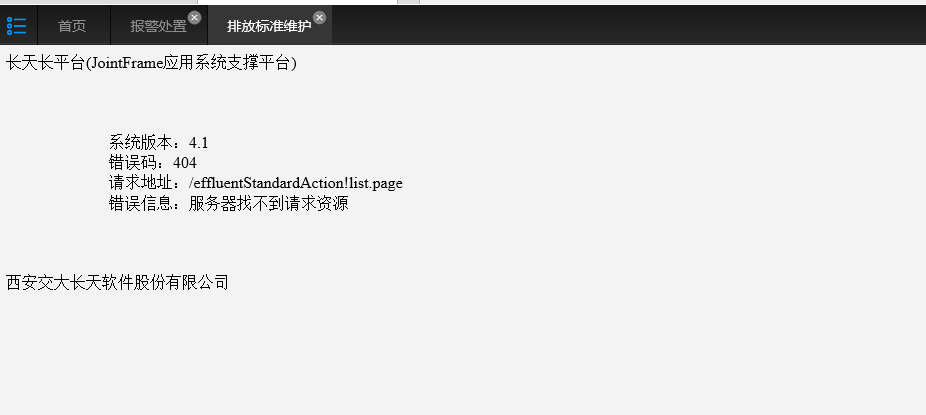 首页 报警处置 排放标准维护
长天长平台(JointFrame应用系统支撑平台)
系统版本：4.1
错误码：404
请求地址：/effluentStandardAction!list.page
错误信息：服务器找不到请求资源
西安交大长天软件股份有限公司